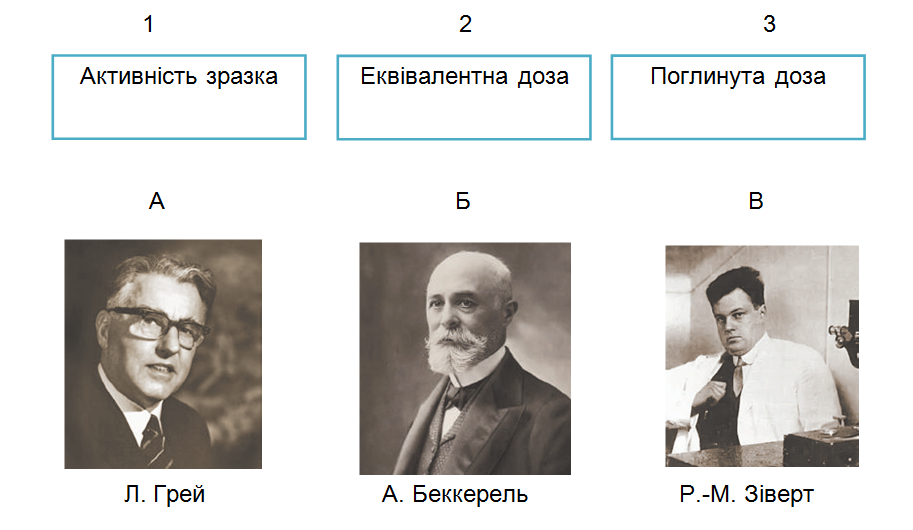 1 2 3
Активність зразка Еквівалентна доза Поглинута доза
А Б В
Л. Грей А. Беккерель Р.-М. Зіверт